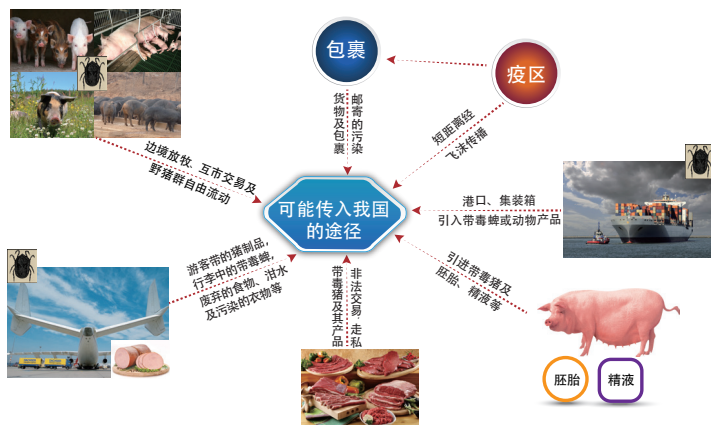 包裹
疫区
邮寄的污染
货物及包裹
短距离经
飞沫传播
边境放牧、互市交易及
野猪群自由流动
可能传入我国
的途径
港口、集装箱
引入带毒蜱或动物产品
游客带的猪制品,
行李中的带毒蜱,
废弃的食物、泔水
及污染的衣物等
非法交易、走私
带毒猪及其产品
引进带毒猪及
胚胎、精液等
胚胎
精液